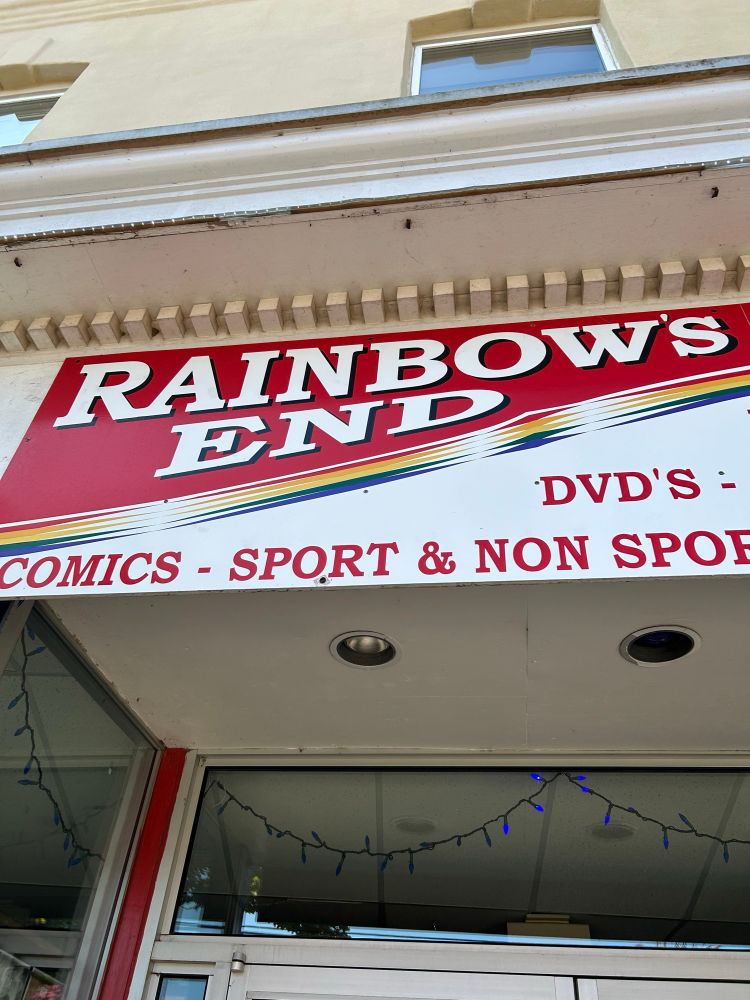 RAINBOW'S
END
DVD'S -
COMICS - SPORT & NON SPOR